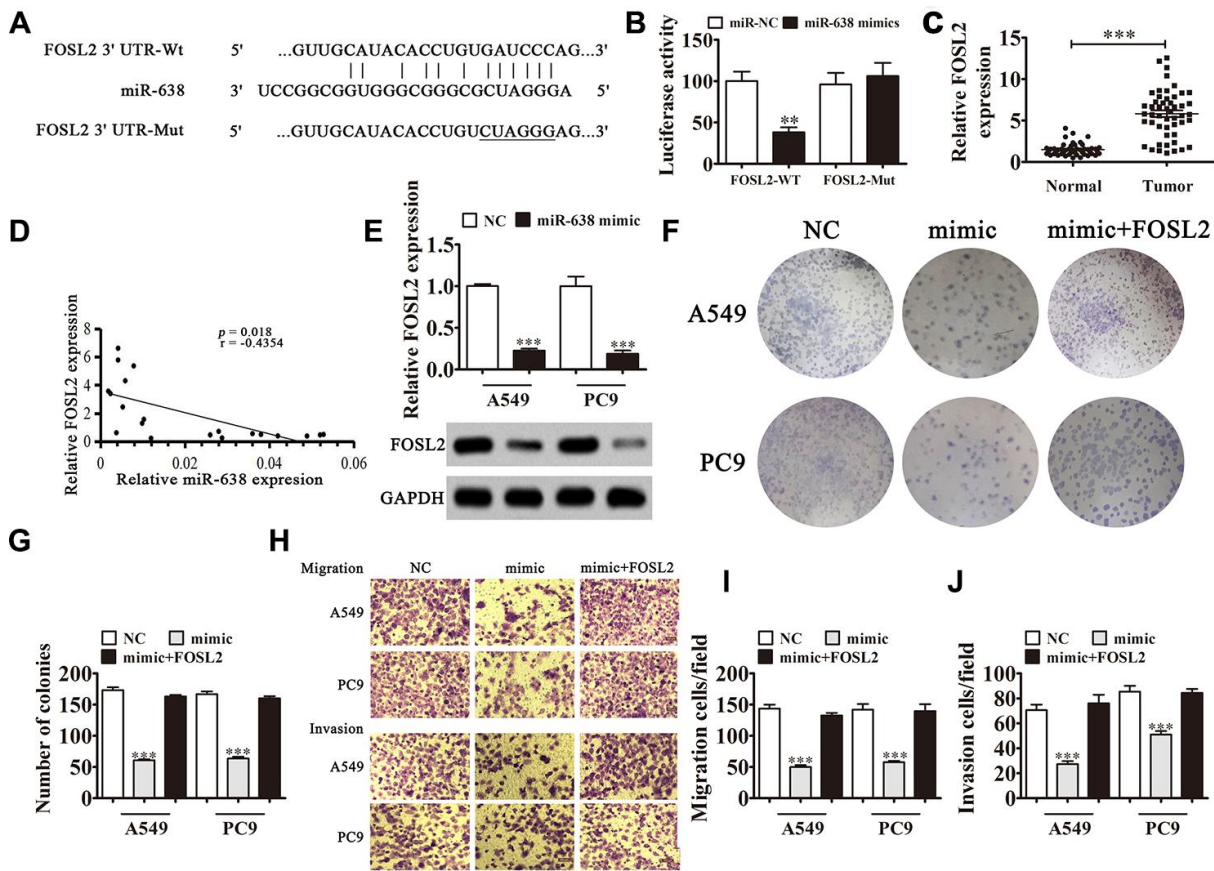 A
FOSL2 3' UTR-Wt 5' ...GUUGCAUACACCUGUGAUCCCAG...3'
miR-638 3' UCCGGCGGUGGGCGGGCGCUAGGGA 5'
FOSL2 3' UTR-Mut 5' ...GUUGCAUACACCUGUCUAGGGAG...3'
B
miR-NC miR-638 mimics
Luciferase activity
150
100
50
0
**
FOSL2-WT FOSL2-Mut
C
Relative FOSL2
expression
15
10
5
0
***
Normal Tumor
D
Relative FOSL2 expression
8
6
4
2
0
p = 0.018
r = -0.4354
0 0.02 0.04 0.06
Relative miR-638 expresion
E
NC miR-638 mimic
Relative FOSL2 expression
1.5
1.0
0.5
0.0
*** ***
A549 PC9
FOSL2
GAPDH
F
NC mimic mimic+FOSL2
A549
PC9
G
NC mimic
mimic+FOSL2
Number of colonies
200
150
100
50
0
*** ***
A549 PC9
H
Migration NC mimic mimic+FOSL2
A549
PC9
Invasion
A549
PC9
I
NC mimic
mimic+FOSL2
Migration cells/field
200
150
100
50
0
*** ***
A549 PC9
J
NC mimic
mimic+FOSL2
Invasion cells/field
100
80
60
40
20
0
*** ***
A549 PC9